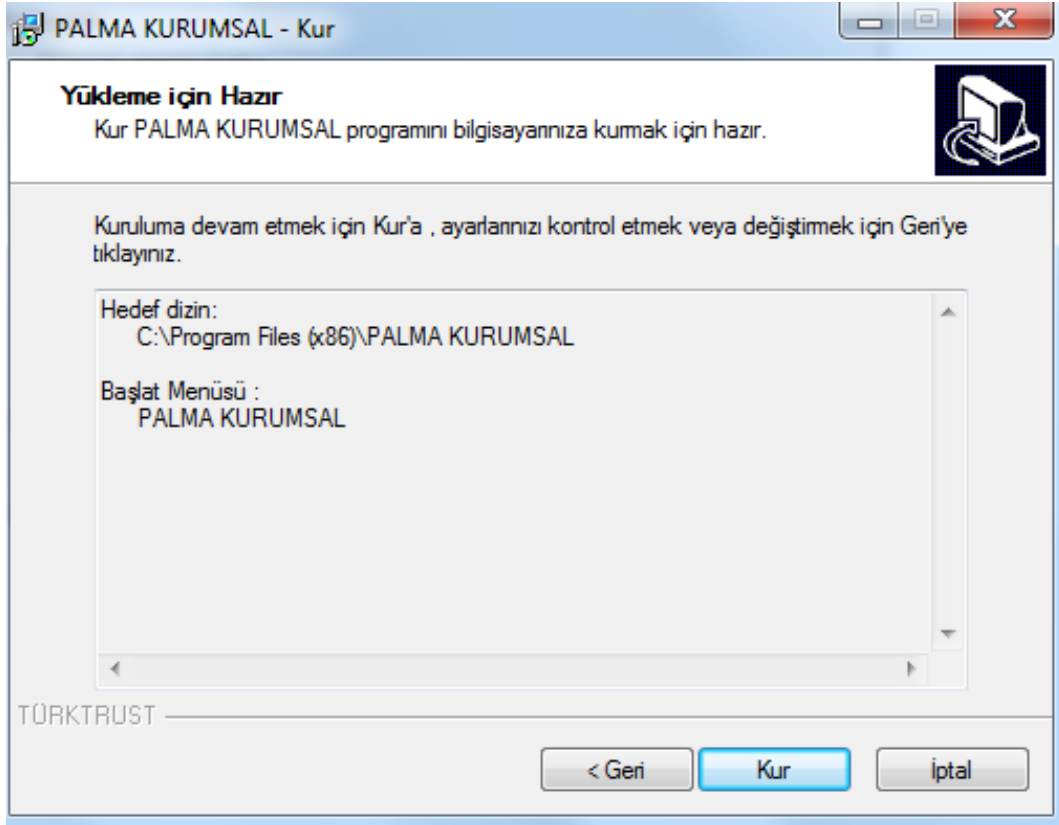 PALMA KURUMSAL - Kur
Yükleme için Hazır
Kur PALMA KURUMSAL programını bilgisayarınıza kurmak için hazır.
Kuruluma devam etmek için Kur'a , ayarlarınızı kontrol etmek veya değiştirmek için Geri'ye
tıklayınız.
Hedef dizin:
C:\Program Files (x86)\PALMA KURUMSAL
Başlat Menüsü :
PALMA KURUMSAL
TÜRKTRUST
< Geri
Kur
İptal